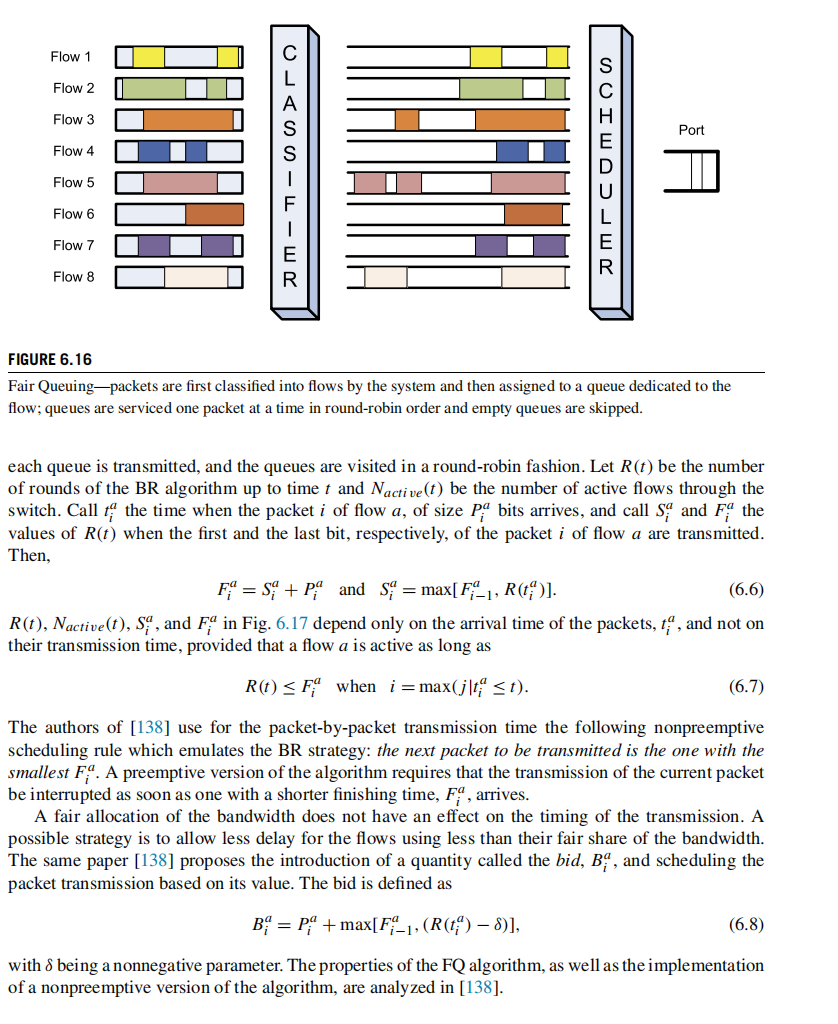 Flow 1
Flow 2
Flow 3
Flow 4
Flow 5
Flow 6
Flow 7
Flow 8
CLASSIFIER
SCHEDULER
Port
FIGURE 6.16
Fair Queuing—packets are first classified into flows by the system and then assigned to a queue dedicated to the
flow; queues are serviced one packet at a time in round-robin order and empty queues are skipped.
each queue is transmitted, and the queues are visited in a round-robin fashion. Let R(t) be the number
of rounds of the BR algorithm up to time t and N_{active}(t) be the number of active flows through the
switch. Call t_i^a the time when the packet i of flow a, of size P_i^a bits arrives, and call S_i^a and F_i^a the
values of R(t) when the first and the last bit, respectively, of the packet i of flow a are transmitted.
Then,
F_i^a = S_i^a + P_i^a and S_i^a = max[F_{i−1}^a, R(t_i^a)]. (6.6)
R(t), N_{active}(t), S_i^a, and F_i^a in Fig. 6.17 depend only on the arrival time of the packets, t_i^a, and not on
their transmission time, provided that a flow a is active as long as
R(t) ≤ F_i^a when i = max(j|t_i^a ≤ t). (6.7)
The authors of [138] use for the packet-by-packet transmission time the following nonpreemptive
scheduling rule which emulates the BR strategy: the next packet to be transmitted is the one with the
smallest F_i^a. A preemptive version of the algorithm requires that the transmission of the current packet
be interrupted as soon as one with a shorter finishing time, F_i^a, arrives.
A fair allocation of the bandwidth does not have an effect on the timing of the transmission. A
possible strategy is to allow less delay for the flows using less than their fair share of the bandwidth.
The same paper [138] proposes the introduction of a quantity called the bid, B_i^a, and scheduling the
packet transmission based on its value. The bid is defined as
B_i^a = P_i^a + max[F_{i−1}^a, (R(t_i^a) − δ)], (6.8)
with δ being a nonnegative parameter. The properties of the FQ algorithm, as well as the implementation
of a nonpreemptive version of the algorithm, are analyzed in [138].